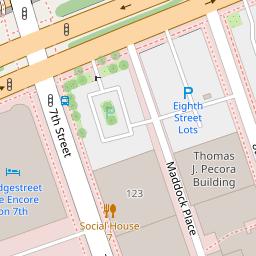 P
P
Eighth
Street
Lots
7th Street
Thomas
J. Pecora
Building
Maddock Place
dgestreet
e Encore
on 7th
123
Social House
7